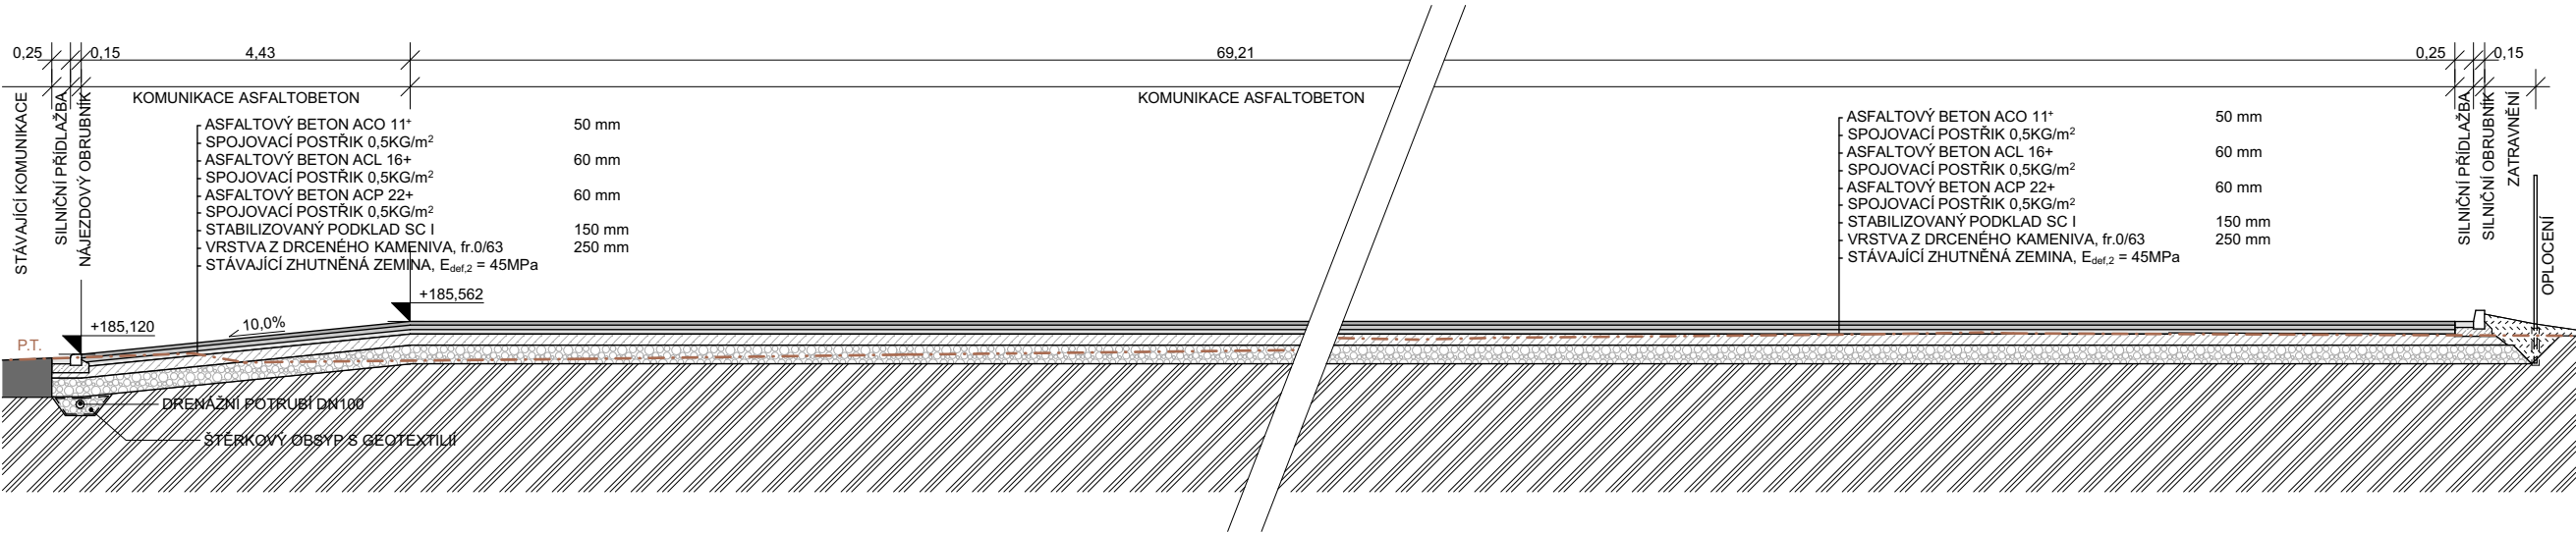 0,25 0,15 4,43 69,21 0,25 0,15
STÁVAJÍCÍ KOMUNIKACE
SILNIČNÍ PŘÍDLAŽBA
NÁJEZDOVÝ OBRUBNÍK
KOMUNIKACE ASFALTOBETON
ASFALTOVÝ BETON ACO 11⁺ 50 mm
SPOJOVACÍ POSTŘIK 0,5KG/m²
ASFALTOVÝ BETON ACL 16+ 60 mm
SPOJOVACÍ POSTŘIK 0,5KG/m²
ASFALTOVÝ BETON ACP 22+ 60 mm
SPOJOVACÍ POSTŘIK 0,5KG/m²
STABILIZOVANÝ PODKLAD SC I 150 mm
VRSTVA Z DRCENÉHO KAMENIVA, fr.0/63 250 mm
STÁVAJÍCÍ ZHUTNĚNÁ ZEMINA, Edef,2 = 45MPa
KOMUNIKACE ASFALTOBETON
ASFALTOVÝ BETON ACO 11⁺ 50 mm
SPOJOVACÍ POSTŘIK 0,5KG/m²
ASFALTOVÝ BETON ACL 16+ 60 mm
SPOJOVACÍ POSTŘIK 0,5KG/m²
ASFALTOVÝ BETON ACP 22+ 60 mm
SPOJOVACÍ POSTŘIK 0,5KG/m²
STABILIZOVANÝ PODKLAD SC I 150 mm
VRSTVA Z DRCENÉHO KAMENIVA, fr.0/63 250 mm
STÁVAJÍCÍ ZHUTNĚNÁ ZEMINA, Edef,2 = 45MPa
SILNIČNÍ PŘÍDLAŽBA
SILNIČNÍ OBRUBNÍK
ZATRAVNĚNÍ
OPLOCENÍ
+185,562
+185,120
10,0%
P.T.
DRENÁŽNÍ POTRUBÍ DN100
ŠTĚRKOVÝ OBSYP S GEOTEXTILIÍ